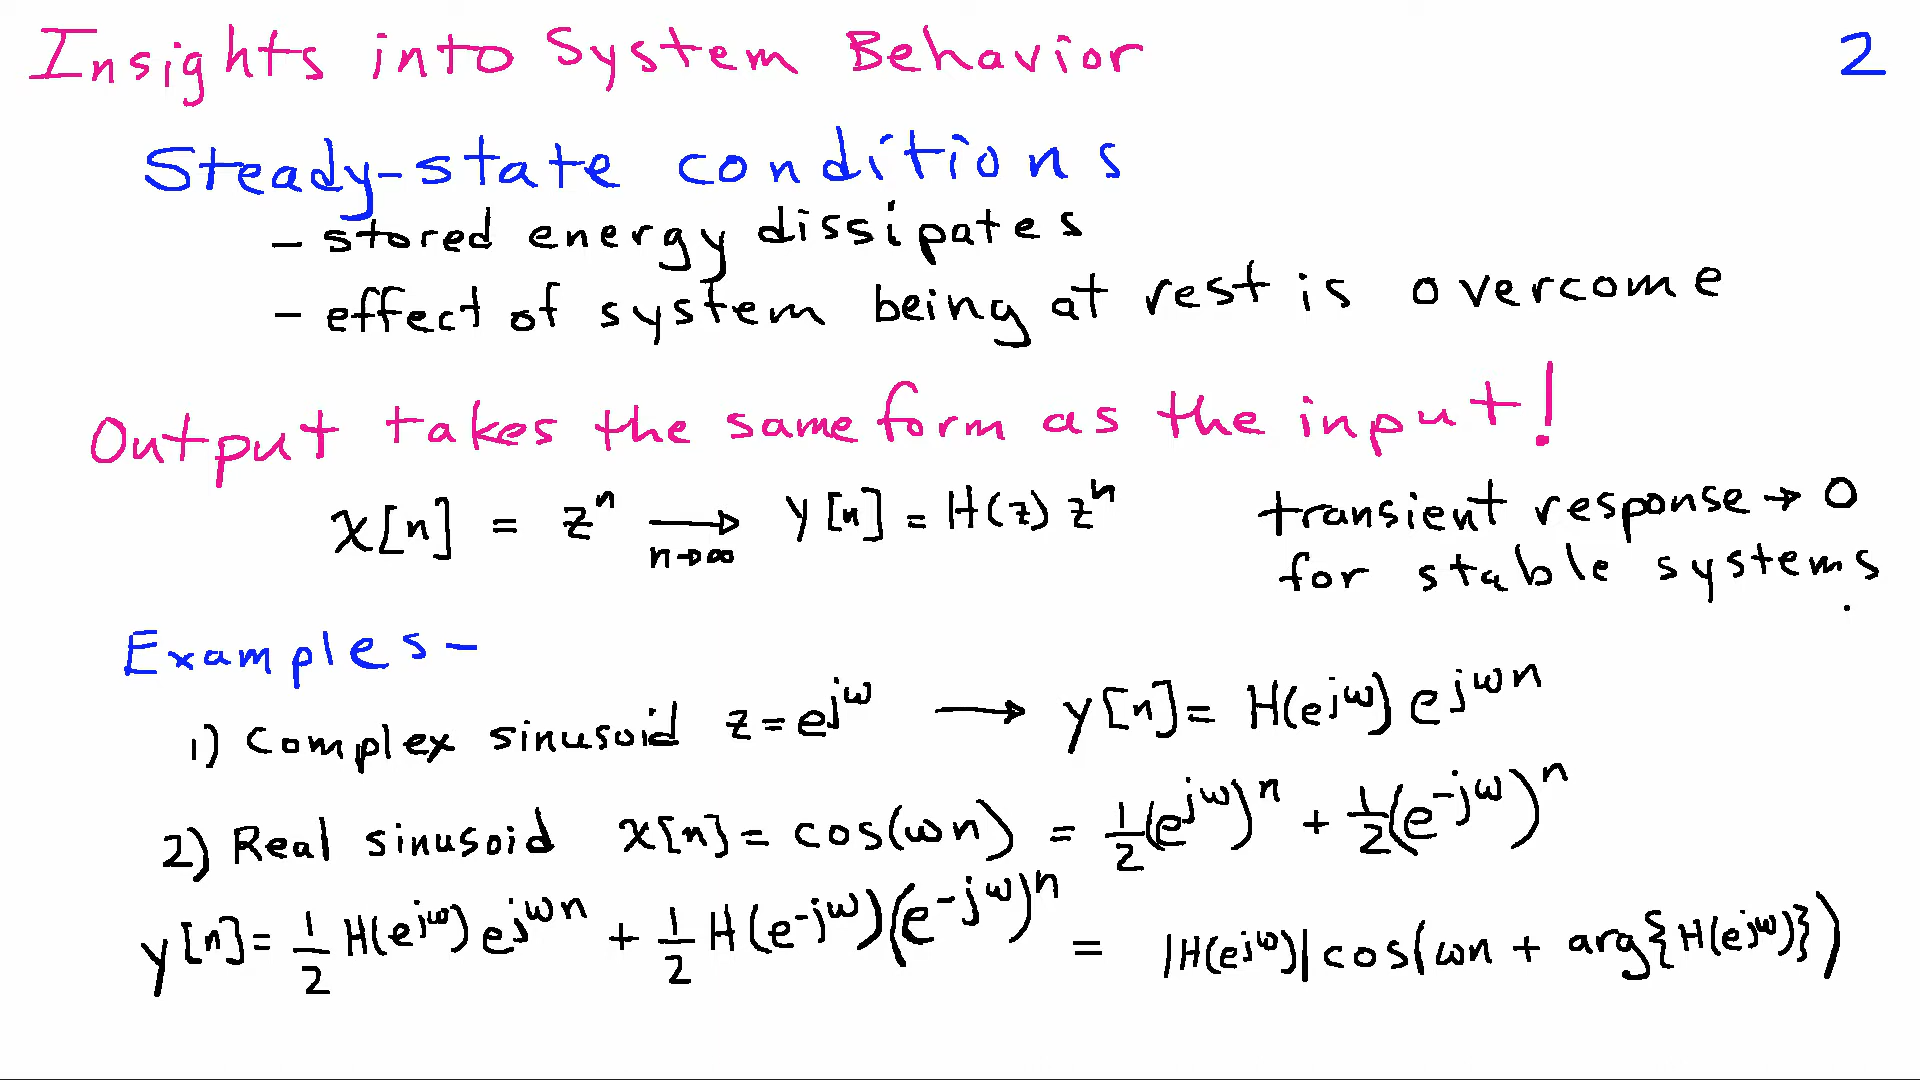 Insights into System Behavior 2
Steady-state conditions
- stored energy dissipates
- effect of system being at rest is overcome
Output takes the same form as the input!
x[n] = zⁿ ⟶ y[n] = H(z) zⁿ transient response → 0
n→∞ for stable systems
Examples -
1) Complex sinusoid z = e^{jω} ⟶ y[n] = H(e^{jω}) e^{jωn}
2) Real sinusoid x[n] = cos(ωn) = 1/2 (e^{jω})ⁿ + 1/2 (e^{-jω})ⁿ
y[n] = 1/2 H(e^{jω}) e^{jωn} + 1/2 H(e^{-jω})(e^{-jω})ⁿ = |H(e^{jω})| cos(ωn + arg{H(e^{jω})})